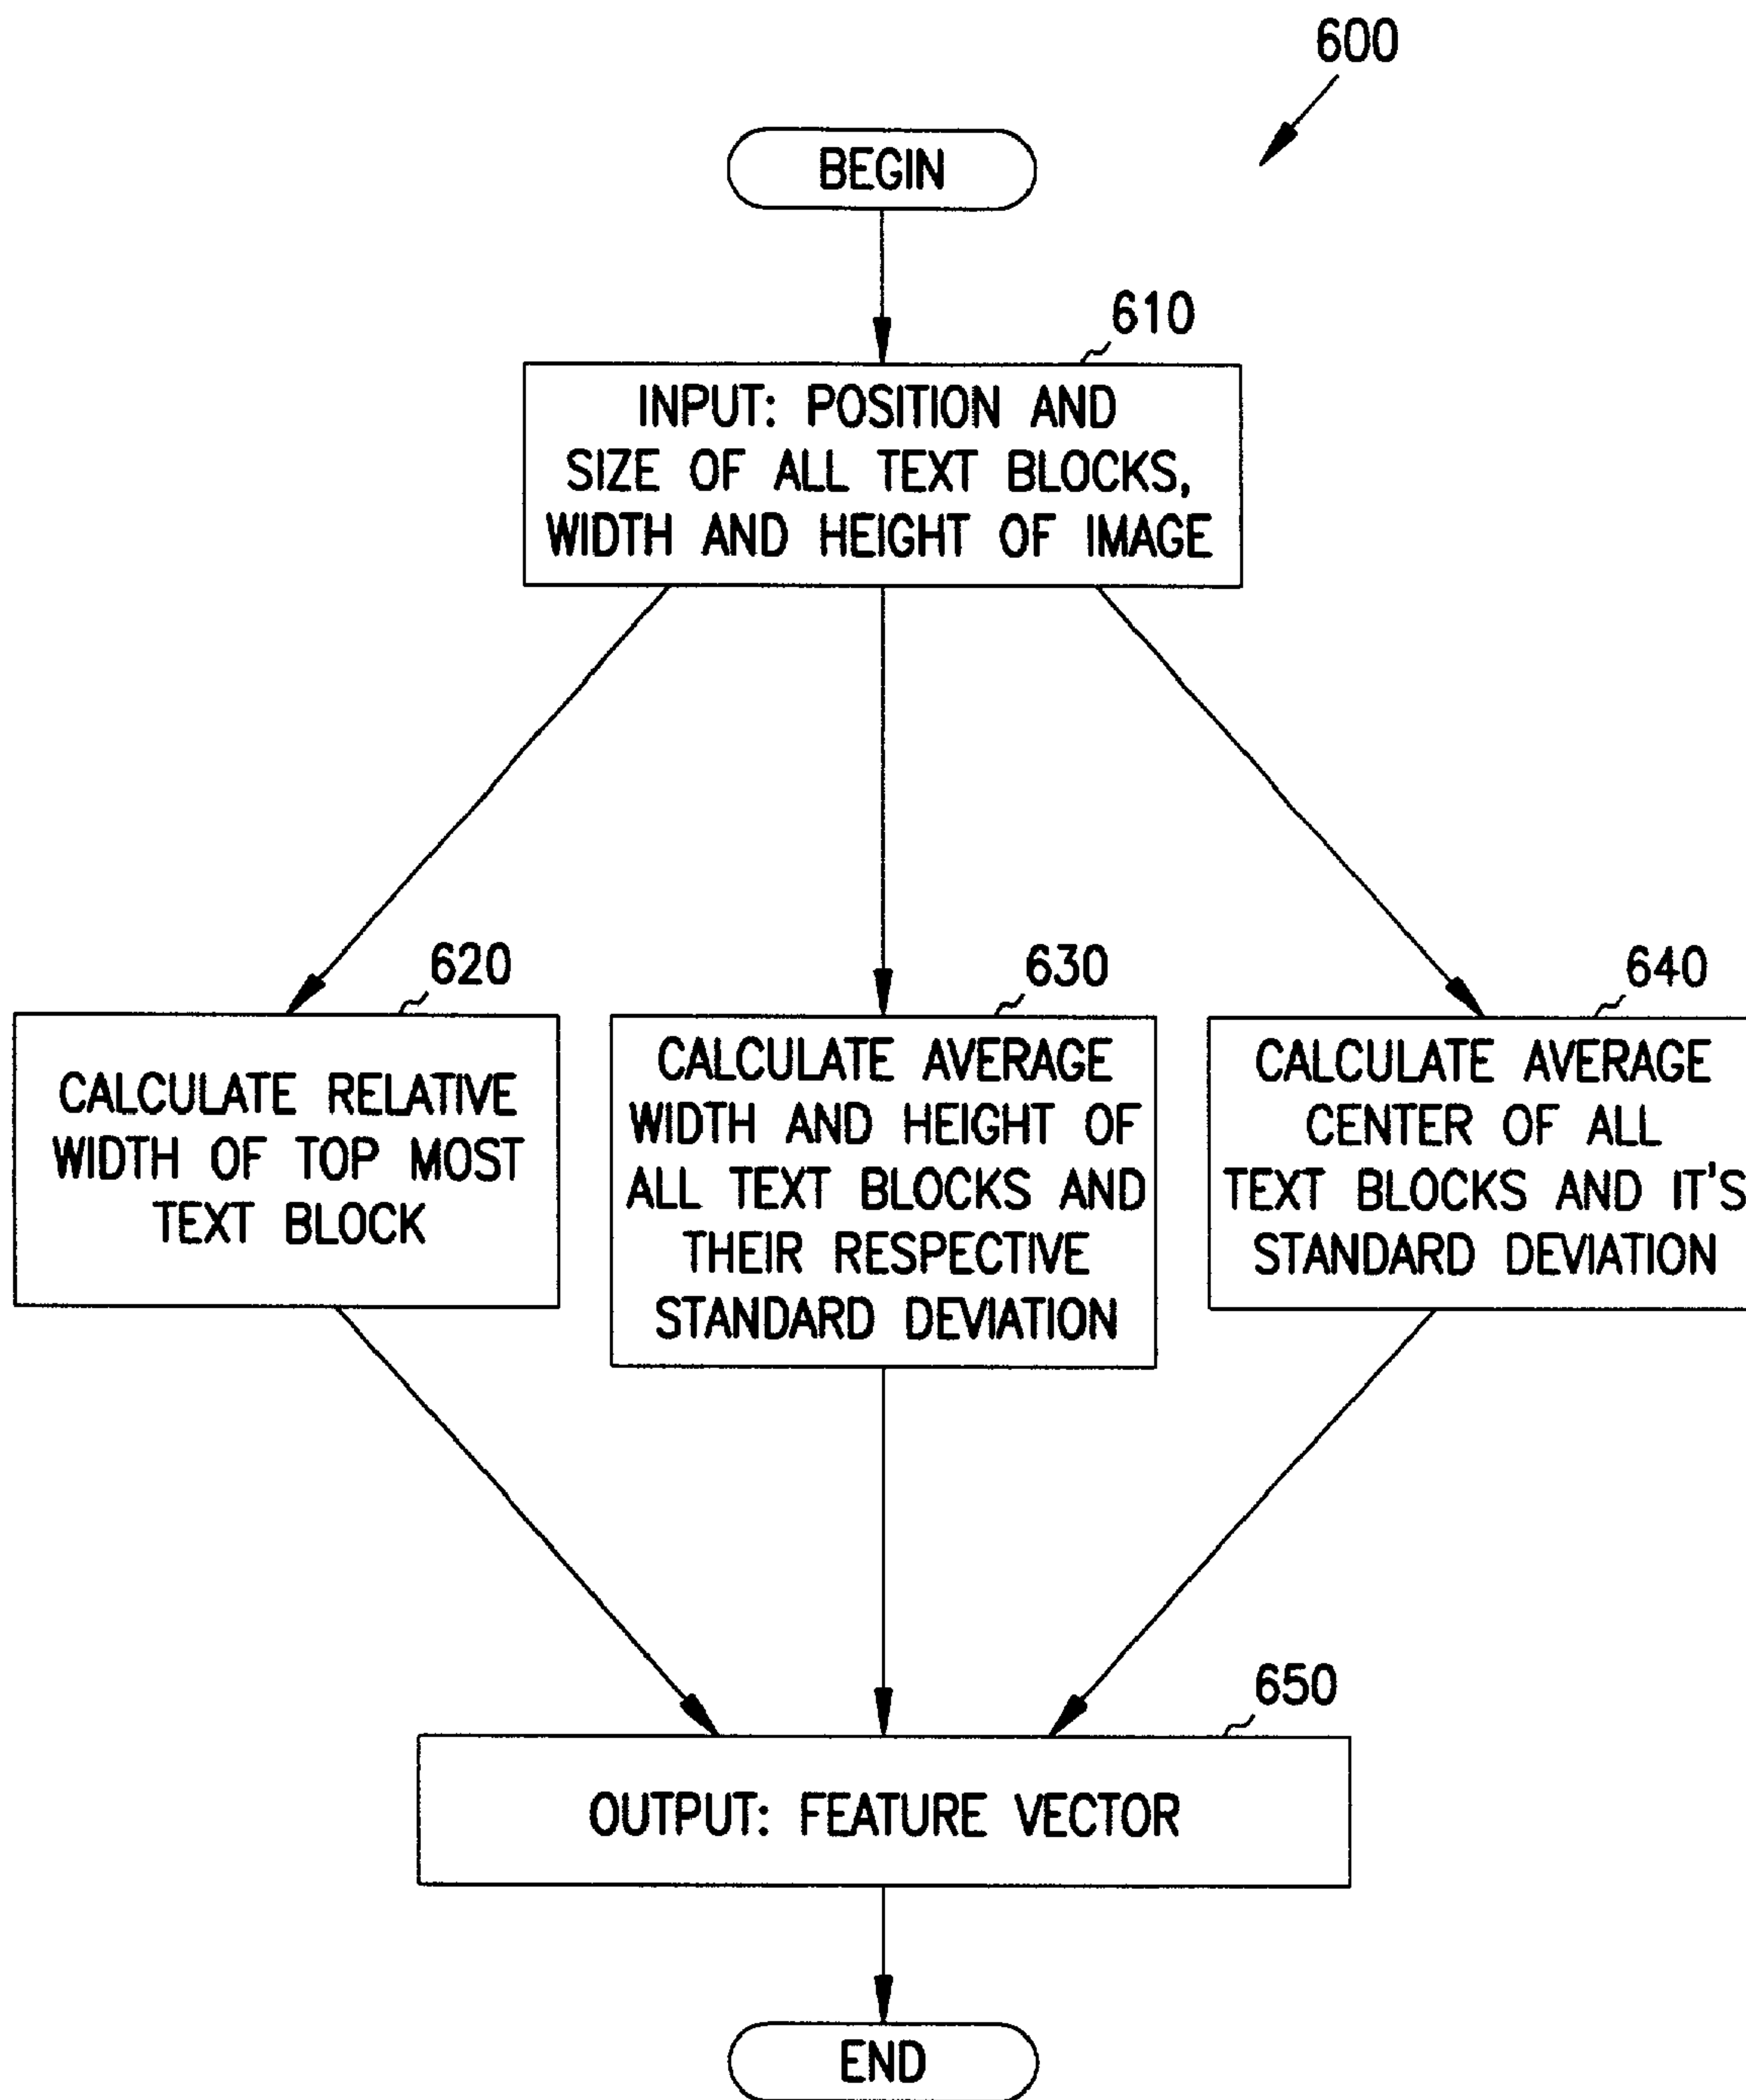 600
BEGIN
610
INPUT: POSITION AND
SIZE OF ALL TEXT BLOCKS,
WIDTH AND HEIGHT OF IMAGE
620
CALCULATE RELATIVE
WIDTH OF TOP MOST
TEXT BLOCK
630
CALCULATE AVERAGE
WIDTH AND HEIGHT OF
ALL TEXT BLOCKS AND
THEIR RESPECTIVE
STANDARD DEVIATION
640
CALCULATE AVERAGE
CENTER OF ALL
TEXT BLOCKS AND IT'S
STANDARD DEVIATION
650
OUTPUT: FEATURE VECTOR
END